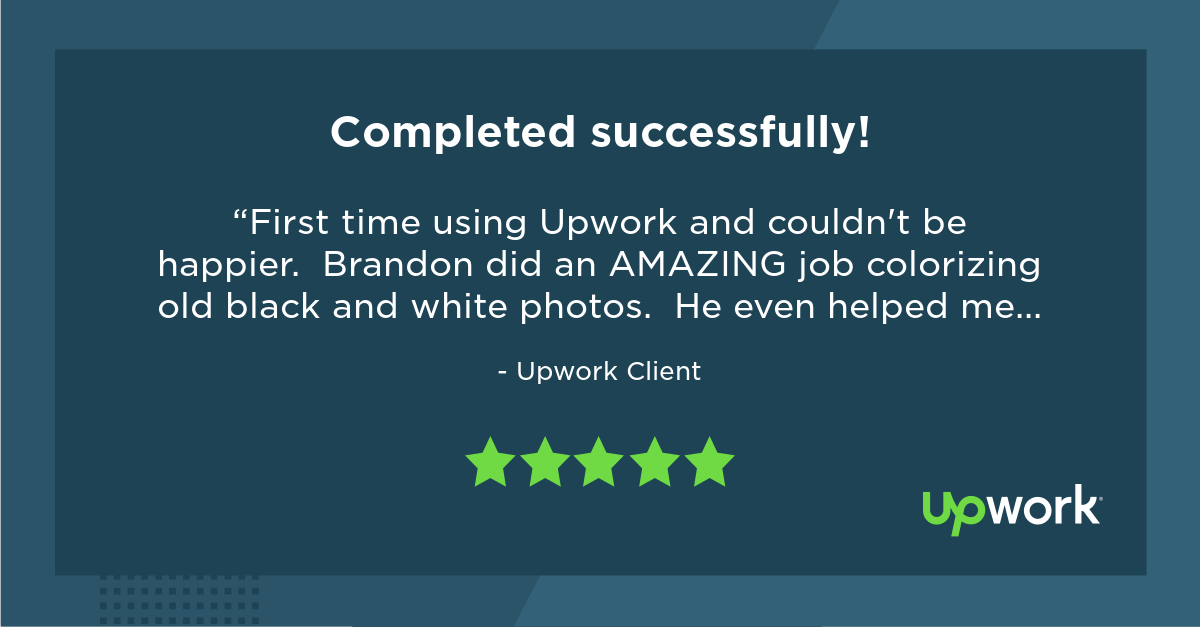 Completed successfully!
“First time using Upwork and couldn't be
happier.  Brandon did an AMAZING job colorizing
old black and white photos.  He even helped me...
- Upwork Client
upwork